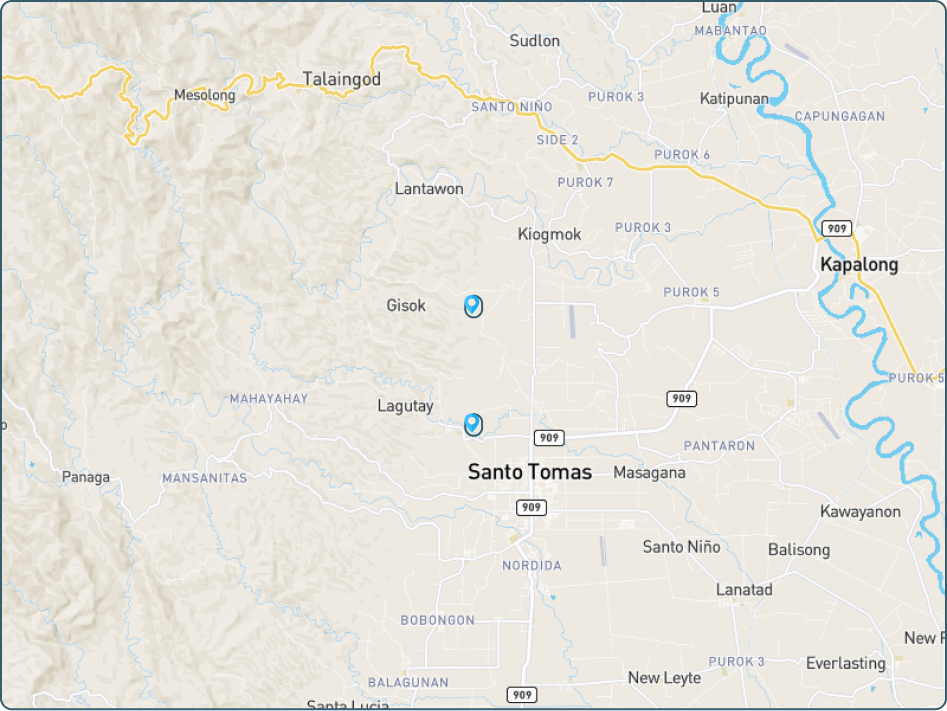 Luan
MABANTAO
Sudlon
Talaingod
Mesolong
PUROK 3
Katipunan
SANTO NIÑO
CAPUNGAGAN
SIDE 2
PUROK 6
PUROK 7
Lantawon
PUROK 3
909
Kiogmok
Kapalong
PUROK 5
Gisok
PUROK 5
MAHAYAHAY
909
Lagutay
o
909
PANTARON
Santo Tomas
Masagana
Panaga
MANSANITAS
909
Kawayanon
Santo Niño
Balisong
NORDIDA
Lanatad
BOBONGON
New
PUROK 3
Everlasting
New Leyte
BALAGUNAN
909
Santa Lucia